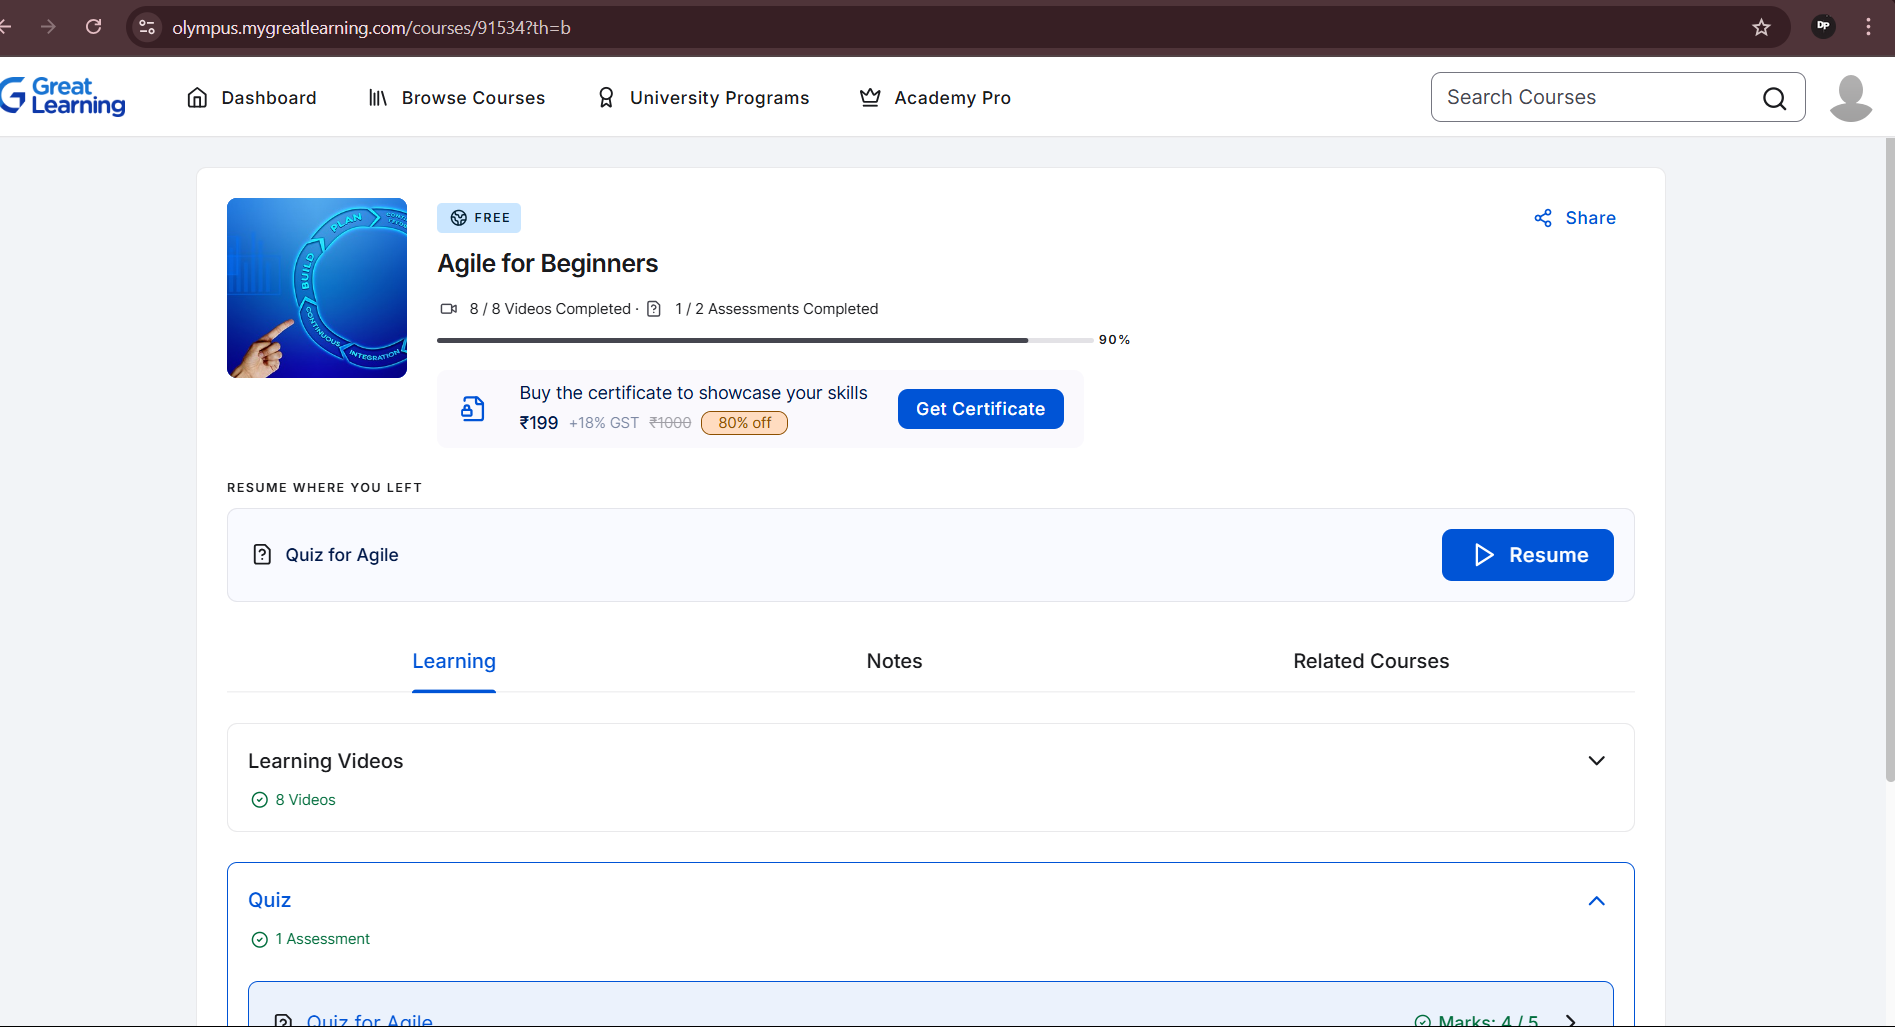 olympus.mygreatlearning.com/courses/91534?th=b
DP
Great Learning
Dashboard
Browse Courses
University Programs
Academy Pro
Search Courses
PLAN
BUILD
CONTINUOUS
INTEGRATION
FREE
Share
Agile for Beginners
8 / 8 Videos Completed · 1 / 2 Assessments Completed
90%
Buy the certificate to showcase your skills
₹199 +18% GST ₹1000 80% off
Get Certificate
RESUME WHERE YOU LEFT
Quiz for Agile
Resume
Learning
Notes
Related Courses
Learning Videos
8 Videos
Quiz
1 Assessment
Quiz for Agile
Marks: 4 / 5